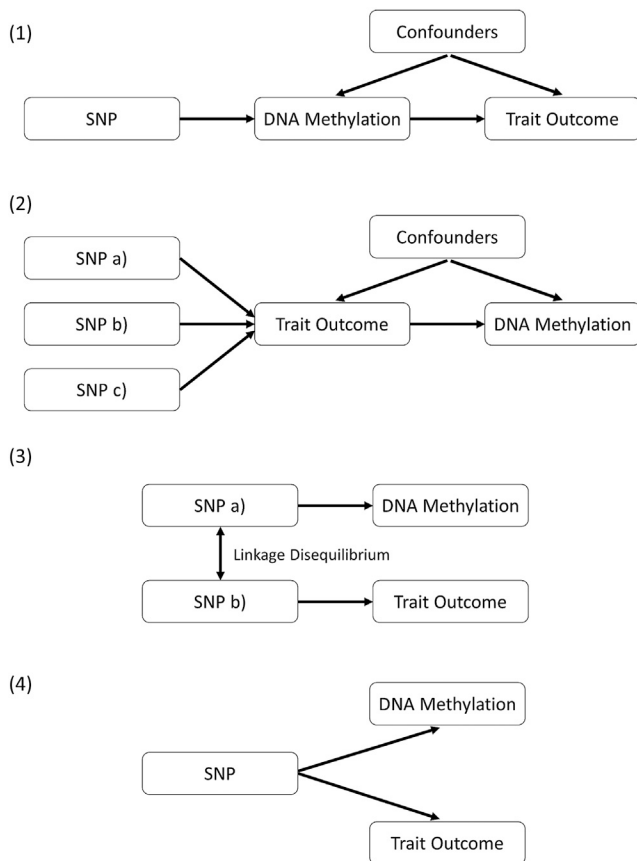 (1)
Confounders
SNP
DNA Methylation
Trait Outcome
(2)
SNP a)
Confounders
SNP b)
Trait Outcome
DNA Methylation
SNP c)
(3)
SNP a)
DNA Methylation
Linkage Disequilibrium
SNP b)
Trait Outcome
(4)
DNA Methylation
SNP
Trait Outcome